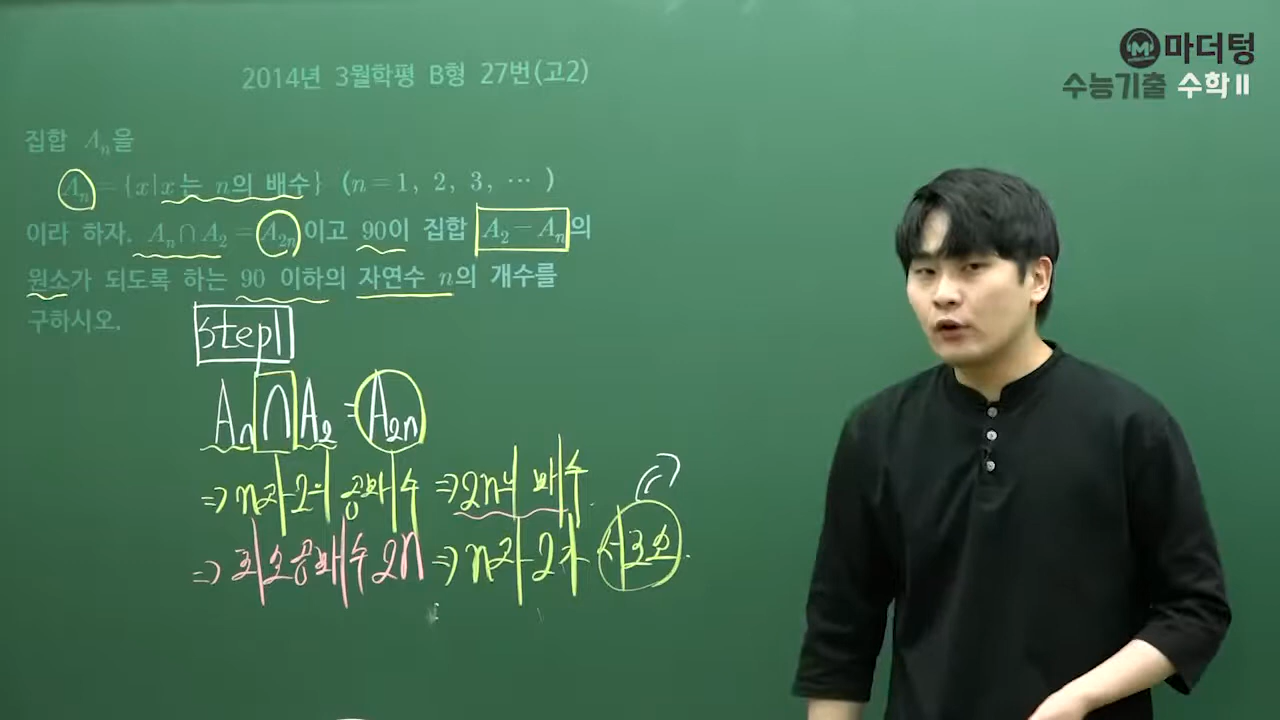 마더텅
수능기출 수학Ⅱ
2014년 3월학평 B형 27번(고2)
집합 Aₙ을
Aₙ={x|x는 n의 배수} (n=1, 2, 3, ⋯ )
이라 하자. Aₙ∩A₂=A₂ₙ이고 90이 집합 A₂-Aₙ의
원소가 되도록 하는 90 이하의 자연수 n의 개수를
구하시오.
step1
Aₙ∩A₂=A₂ₙ
⇒n과 2의 공배수 ⇒2n의 배수
⇒최소공배수 2n ⇒n과 2가 서로소.